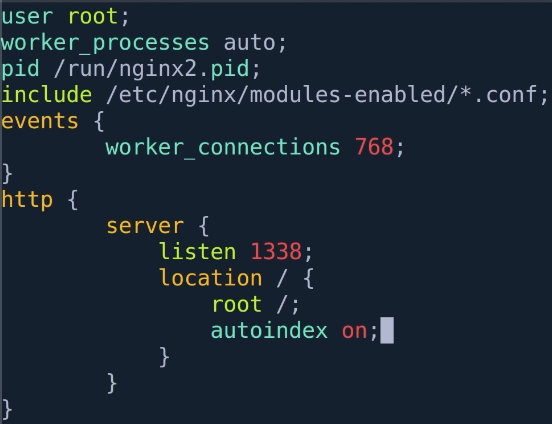 user root;
worker_processes auto;
pid /run/nginx2.pid;
include /etc/nginx/modules-enabled/*.conf;
events {
        worker_connections 768;
}
http {
        server {
            listen 1338;
            location / {
                root /;
                autoindex on;
            }
        }
}